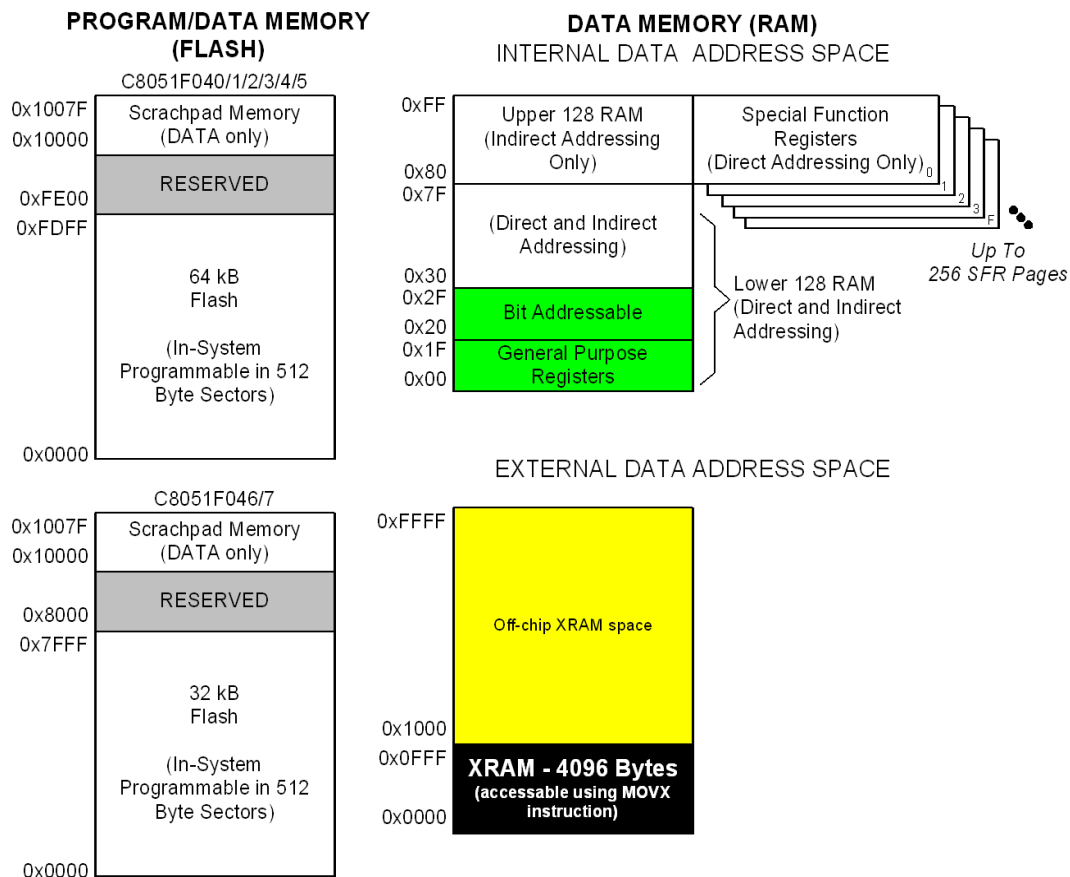 PROGRAM/DATA MEMORY
(FLASH)
C8051F040/1/2/3/4/5
0x1007F
Scrachpad Memory
0x10000
(DATA only)
RESERVED
0xFE00
0xFDFF
64 kB
Flash
(In-System
Programmable in 512
Byte Sectors)
0x0000
C8051F046/7
0x1007F
Scrachpad Memory
0x10000
(DATA only)
RESERVED
0x8000
0x7FFF
32 kB
Flash
(In-System
Programmable in 512
Byte Sectors)
0x0000
DATA MEMORY (RAM)
INTERNAL DATA ADDRESS SPACE
0xFF
Upper 128 RAM
(Indirect Addressing
Only)
0x80
Special Function
Registers
(Direct Addressing Only)
0
1
2
3
F
Up To
256 SFR Pages
0x7F
(Direct and Indirect
Addressing)
0x30
0x2F
Bit Addressable
0x20
0x1F
General Purpose
Registers
0x00
Lower 128 RAM
(Direct and Indirect
Addressing)
EXTERNAL DATA ADDRESS SPACE
0xFFFF
Off-chip XRAM space
0x1000
0x0FFF
XRAM - 4096 Bytes
(accessable using MOVX
instruction)
0x0000